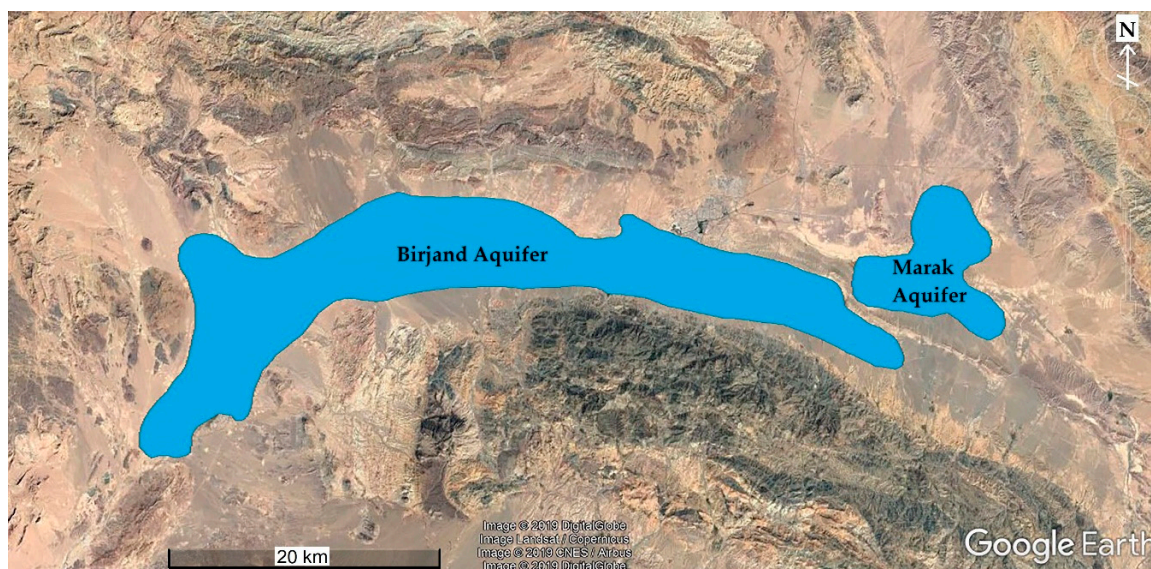 N
Birjand Aquifer
Marak
Aquifer
20 km
Image © 2019 DigitalGlobe
Image Landsat / Copernicus
Image © 2019 CNES / Airbus
Image © 2019 DigitalGlobe
Google Earth